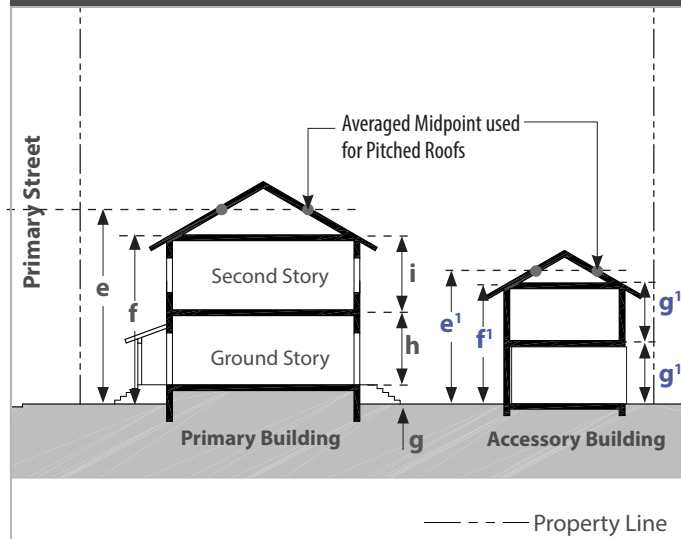 Averaged Midpoint used
for Pitched Roofs
Primary Street
e
f
Second Story
i
Ground Story
h
g
e¹
f¹
g¹
g¹
Primary Building
Accessory Building
Property Line